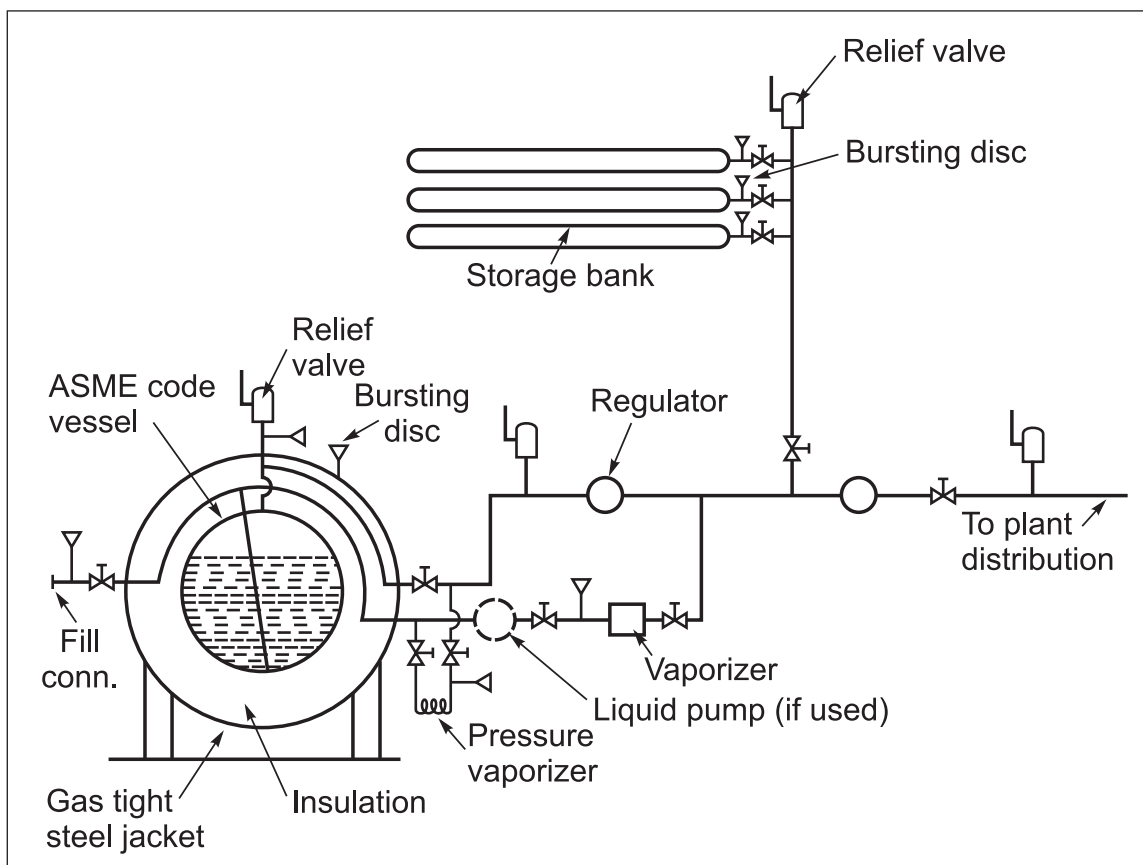 Relief valve
Bursting disc
Storage bank
Relief
valve
ASME code
vessel
Bursting
disc
Regulator
To plant
distribution
Fill
conn.
Vaporizer
Liquid pump (if used)
Pressure
vaporizer
Insulation
Gas tight
steel jacket